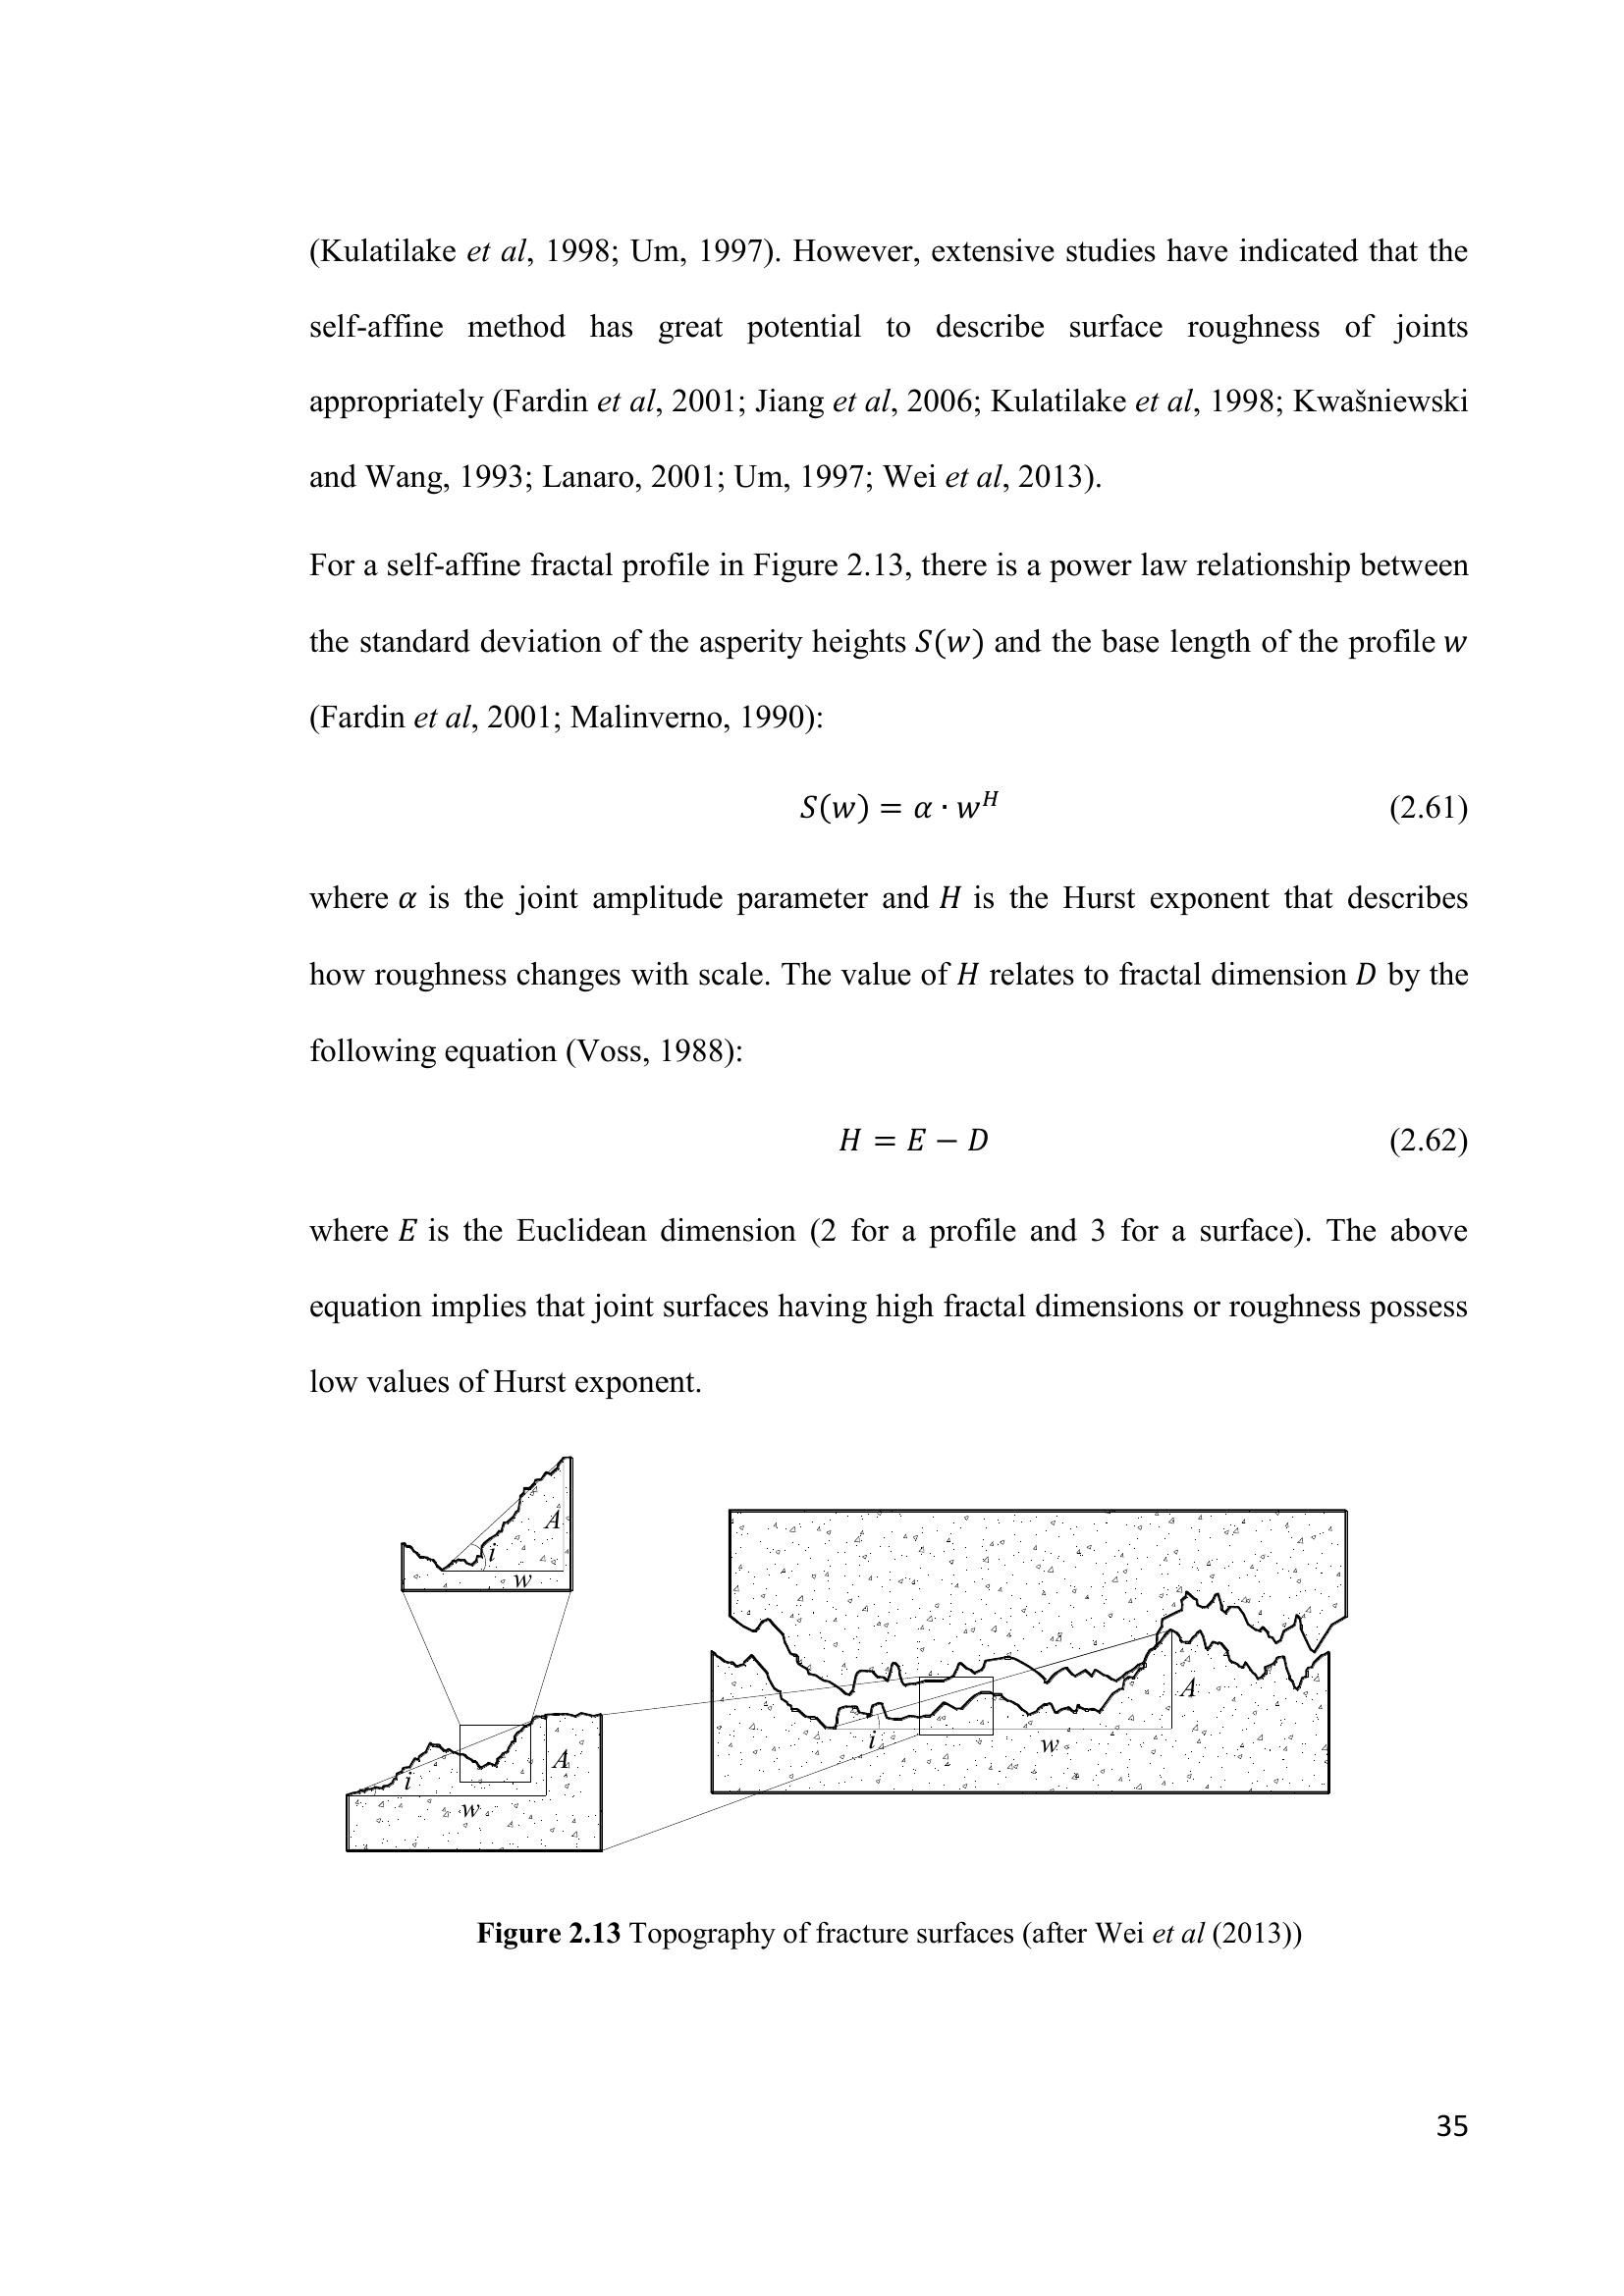 (Kulatilake et al, 1998; Um, 1997). However, extensive studies have indicated that the
self-affine method has great potential to describe surface roughness of joints
appropriately (Fardin et al, 2001; Jiang et al, 2006; Kulatilake et al, 1998; Kwašniewski
and Wang, 1993; Lanaro, 2001; Um, 1997; Wei et al, 2013).
For a self-affine fractal profile in Figure 2.13, there is a power law relationship between
the standard deviation of the asperity heights S(w) and the base length of the profile w
(Fardin et al, 2001; Malinverno, 1990):
S(w) = α · w^H (2.61)
where α is the joint amplitude parameter and H is the Hurst exponent that describes
how roughness changes with scale. The value of H relates to fractal dimension D by the
following equation (Voss, 1988):
H = E − D (2.62)
where E is the Euclidean dimension (2 for a profile and 3 for a surface). The above
equation implies that joint surfaces having high fractal dimensions or roughness possess
low values of Hurst exponent.
A
i
w
A
i
w
A
i
w
Figure 2.13 Topography of fracture surfaces (after Wei et al (2013))
35